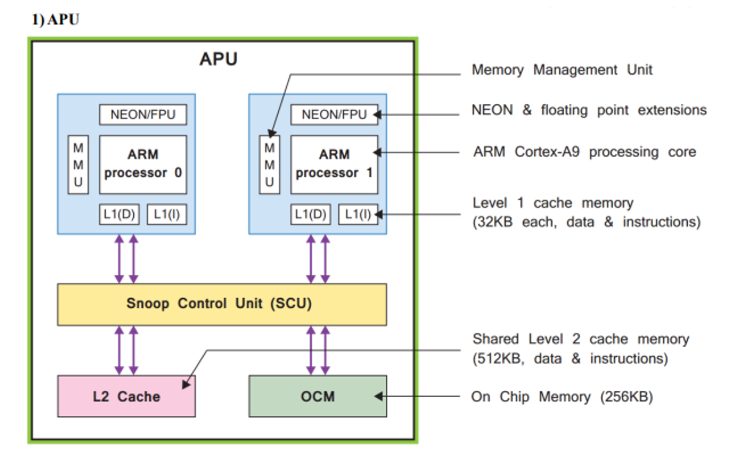 1) APU
APU
NEON/FPU
M
M
U
ARM
processor 0
L1(D) L1(I)
NEON/FPU
M
M
U
ARM
processor 1
L1(D) L1(I)
Snoop Control Unit (SCU)
L2 Cache
OCM
Memory Management Unit
NEON & floating point extensions
ARM Cortex-A9 processing core
Level 1 cache memory
(32KB each, data & instructions)
Shared Level 2 cache memory
(512KB, data & instructions)
On Chip Memory (256KB)